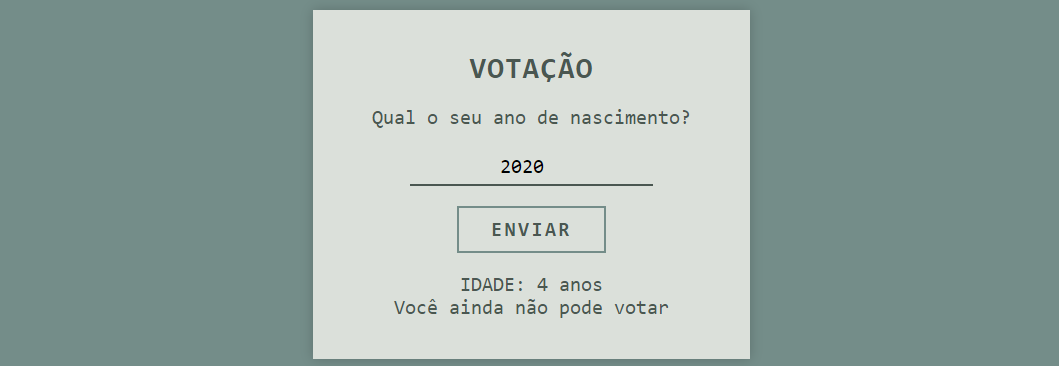 VOTAÇÃO
Qual o seu ano de nascimento?
2020
ENVIAR
IDADE: 4 anos
Você ainda não pode votar